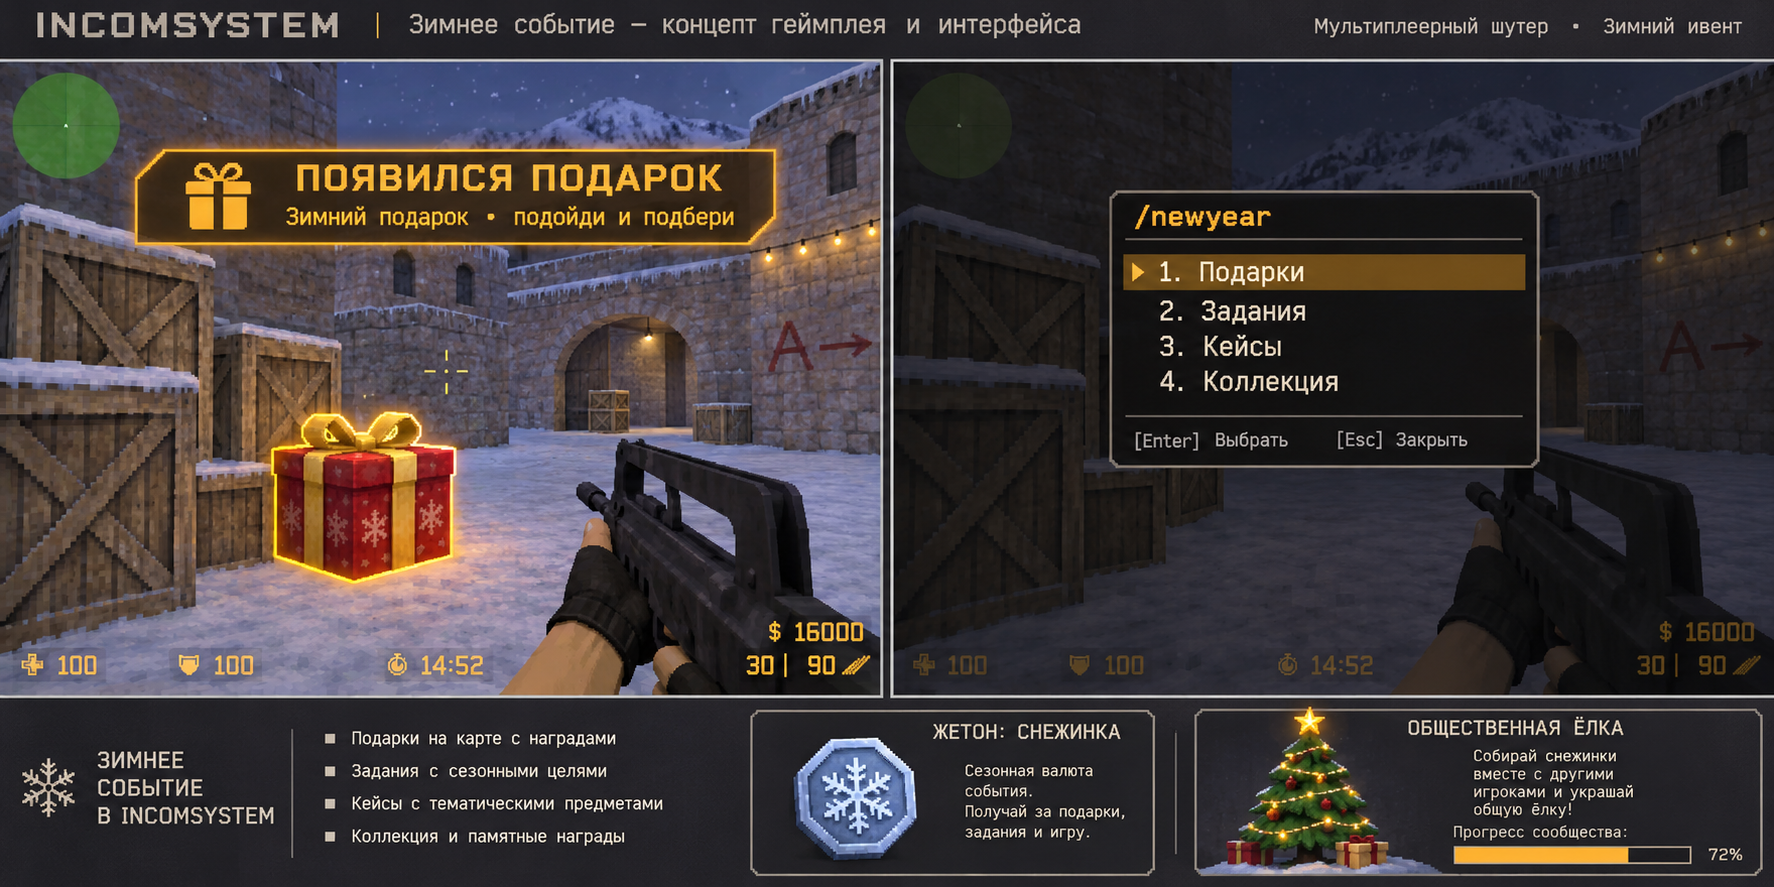 INCOMSYSTEM
Зимнее событие — концепт геймплея и интерфейса
Мультиплеерный шутер • Зимний ивент
ПОЯВИЛСЯ ПОДАРОК
Зимний подарок • подойди и подбери
A→
100
100
14:52
$ 16000
30 | 90
/newyear
1. Подарки
2. Задания
3. Кейсы
4. Коллекция
[Enter] Выбрать [Esc] Закрыть
A→
100
100
14:52
$ 16000
30 | 90
ЗИМНЕЕ
СОБЫТИЕ
В INCOMSYSTEM
Подарки на карте с наградами
Задания с сезонными целями
Кейсы с тематическими предметами
Коллекция и памятные награды
ЖЕТОН: СНЕЖИНКА
Сезонная валюта
события.
Получай за подарки,
задания и игру.
ОБЩЕСТВЕННАЯ ЁЛКА
Собирай снежинки
вместе с другими
игроками и украшай
общую ёлку!
Прогресс сообщества:
72%